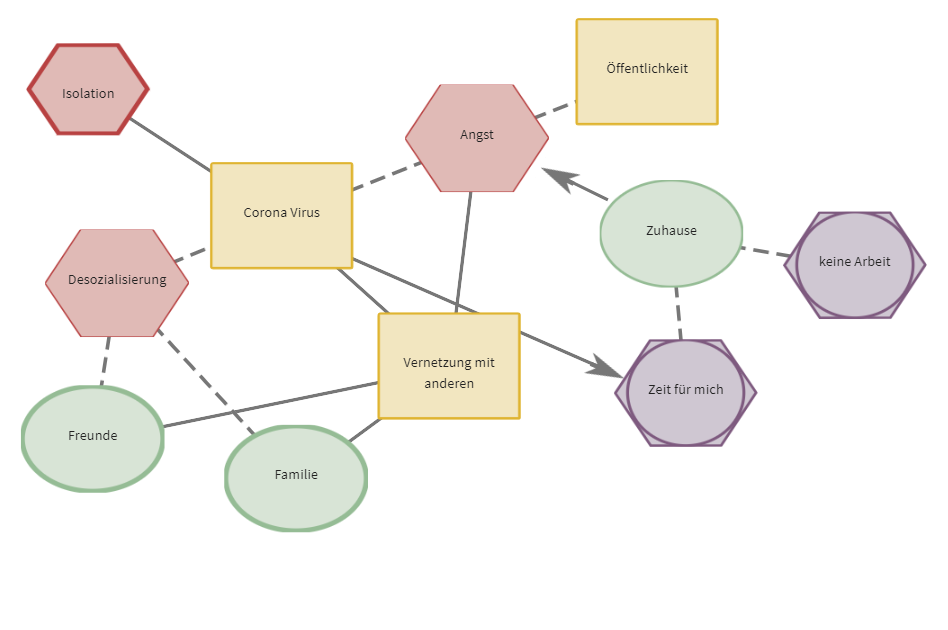 Öffentlichkeit
Isolation
Angst
Corona Virus
Zuhause
keine Arbeit
Desozialisierung
Vernetzung mit
anderen
Zeit für mich
Freunde
Familie